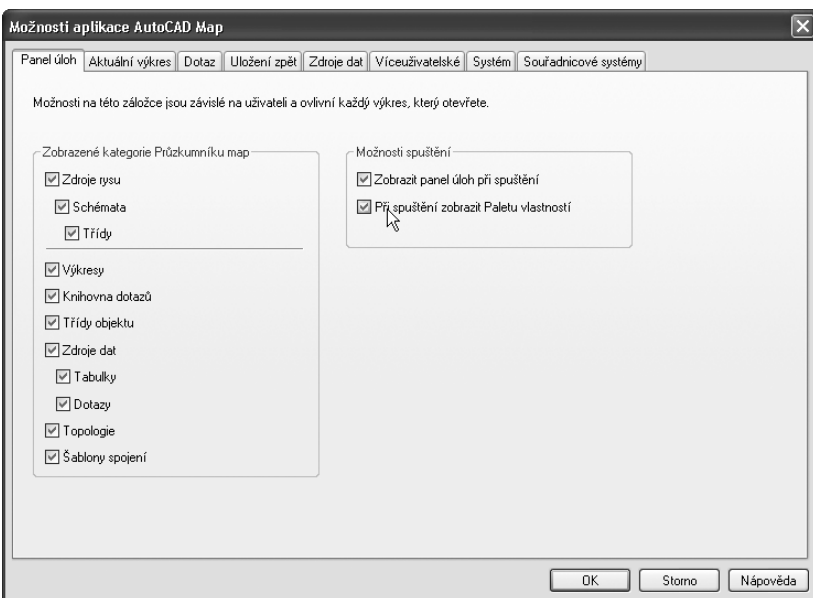 Možnosti aplikace AutoCAD Map
Panel úloh Aktuální výkres Dotaz Uložení zpět Zdroje dat Víceuživatelské Systém Souřadnicové systémy
Možnosti na této záložce jsou závislé na uživateli a ovlivní každý výkres, který otevřete.
Zobrazené kategorie Průzkumníku map
Zdroje rysu
Schémata
Třídy
Výkresy
Knihovna dotazů
Třídy objektu
Zdroje dat
Tabulky
Dotazy
Topologie
Šablony spojení
Možnosti spuštění
Zobrazit panel úloh při spuštění
Při spuštění zobrazit Paletu vlastností
OK Storno Nápověda